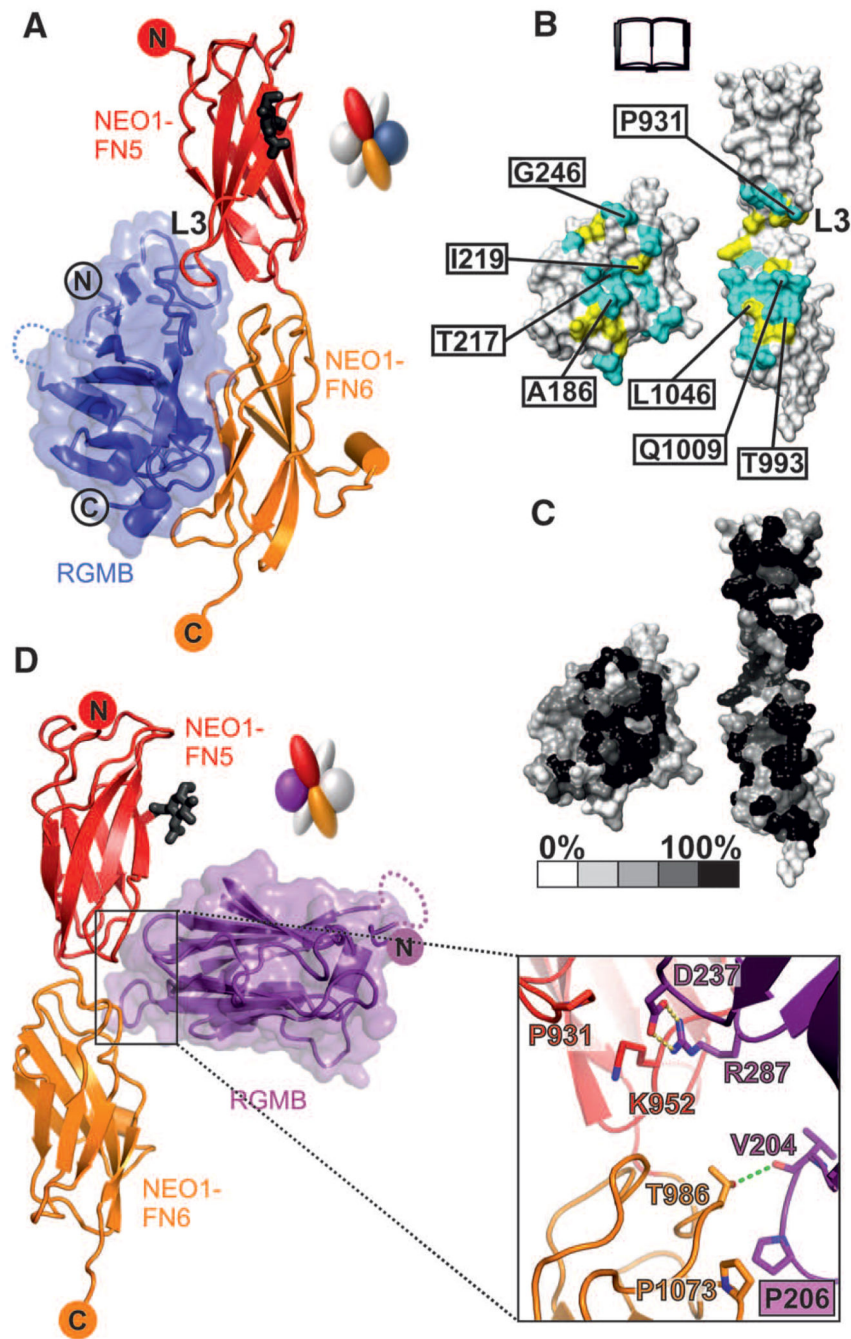 A
N
NEO1-
FN5
L3
N
NEO1-
FN6
C
RGMB
C
B
P931
G246
L3
I219
T217
A186
L1046
Q1009
T993
C
0% 100%
D
N
NEO1-
FN5
N
RGMB
NEO1-
FN6
C
D237
P931
R287
K952
V204
T986
P1073
P206